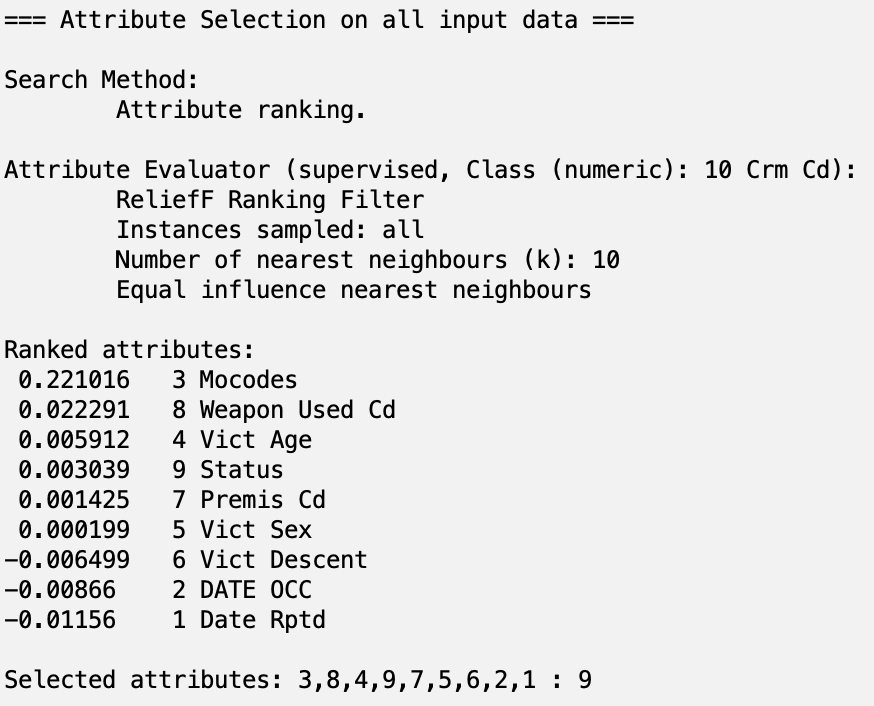 === Attribute Selection on all input data ===
Search Method:
Attribute ranking.
Attribute Evaluator (supervised, Class (numeric): 10 Crm Cd):
ReliefF Ranking Filter
Instances sampled: all
Number of nearest neighbours (k): 10
Equal influence nearest neighbours
Ranked attributes:
0.221016 3 Mocodes
0.022291 8 Weapon Used Cd
0.005912 4 Vict Age
0.003039 9 Status
0.001425 7 Premis Cd
0.000199 5 Vict Sex
-0.006499 6 Vict Descent
-0.00866 2 DATE OCC
-0.01156 1 Date Rptd
Selected attributes: 3,8,4,9,7,5,6,2,1 : 9